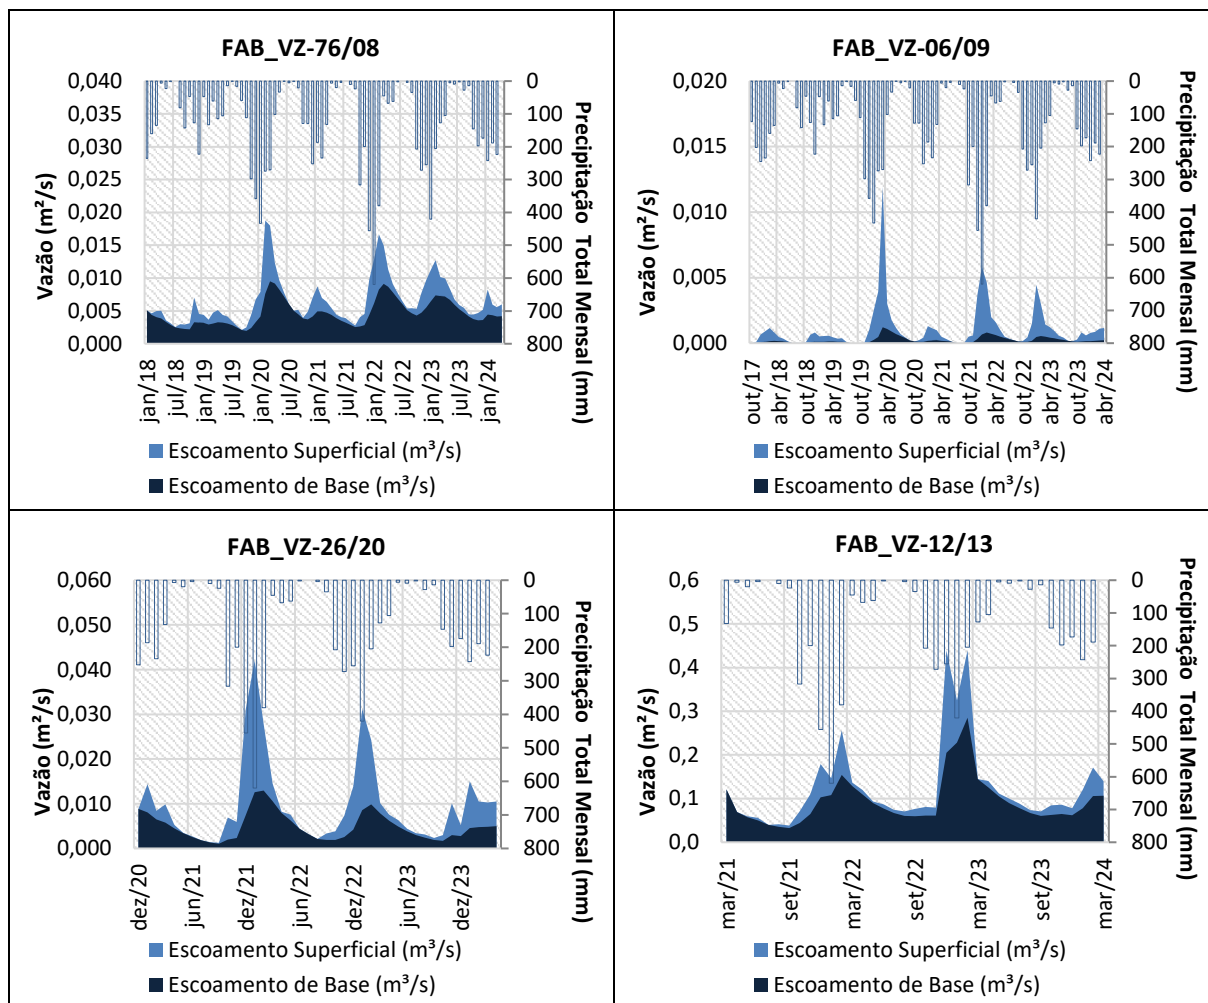 FAB_VZ-76/08
0,040
0,035
0,030
0,025
0,020
0,015
0,010
0,005
0,000
Vazão (m²/s)
0
100
200
300
400
500
600
700
800
Precipitação Total Mensal (mm)
jan/18
jul/18
jan/19
jul/19
jan/20
jul/20
jan/21
jul/21
jan/22
jul/22
jan/23
jul/23
jan/24
Escoamento Superficial (m³/s)
Escoamento de Base (m³/s)
FAB_VZ-06/09
0,020
0,015
0,010
0,005
0,000
Vazão (m²/s)
0
100
200
300
400
500
600
700
800
Precipitação Total Mensal (mm)
out/17
abr/18
out/18
abr/19
out/19
abr/20
out/20
abr/21
out/21
abr/22
out/22
abr/23
out/23
abr/24
Escoamento Superficial (m³/s)
Escoamento de Base (m³/s)
FAB_VZ-26/20
0,060
0,050
0,040
0,030
0,020
0,010
0,000
Vazão (m²/s)
0
100
200
300
400
500
600
700
800
Precipitação Total Mensal (mm)
dez/20
jun/21
dez/21
jun/22
dez/22
jun/23
dez/23
Escoamento Superficial (m³/s)
Escoamento de Base (m³/s)
FAB_VZ-12/13
0,6
0,5
0,4
0,3
0,2
0,1
0,0
Vazão (m²/s)
0
100
200
300
400
500
600
700
800
Precipitação Total Mensal (mm)
mar/21
set/21
mar/22
set/22
mar/23
set/23
mar/24
Escoamento Superficial (m³/s)
Escoamento de Base (m³/s)